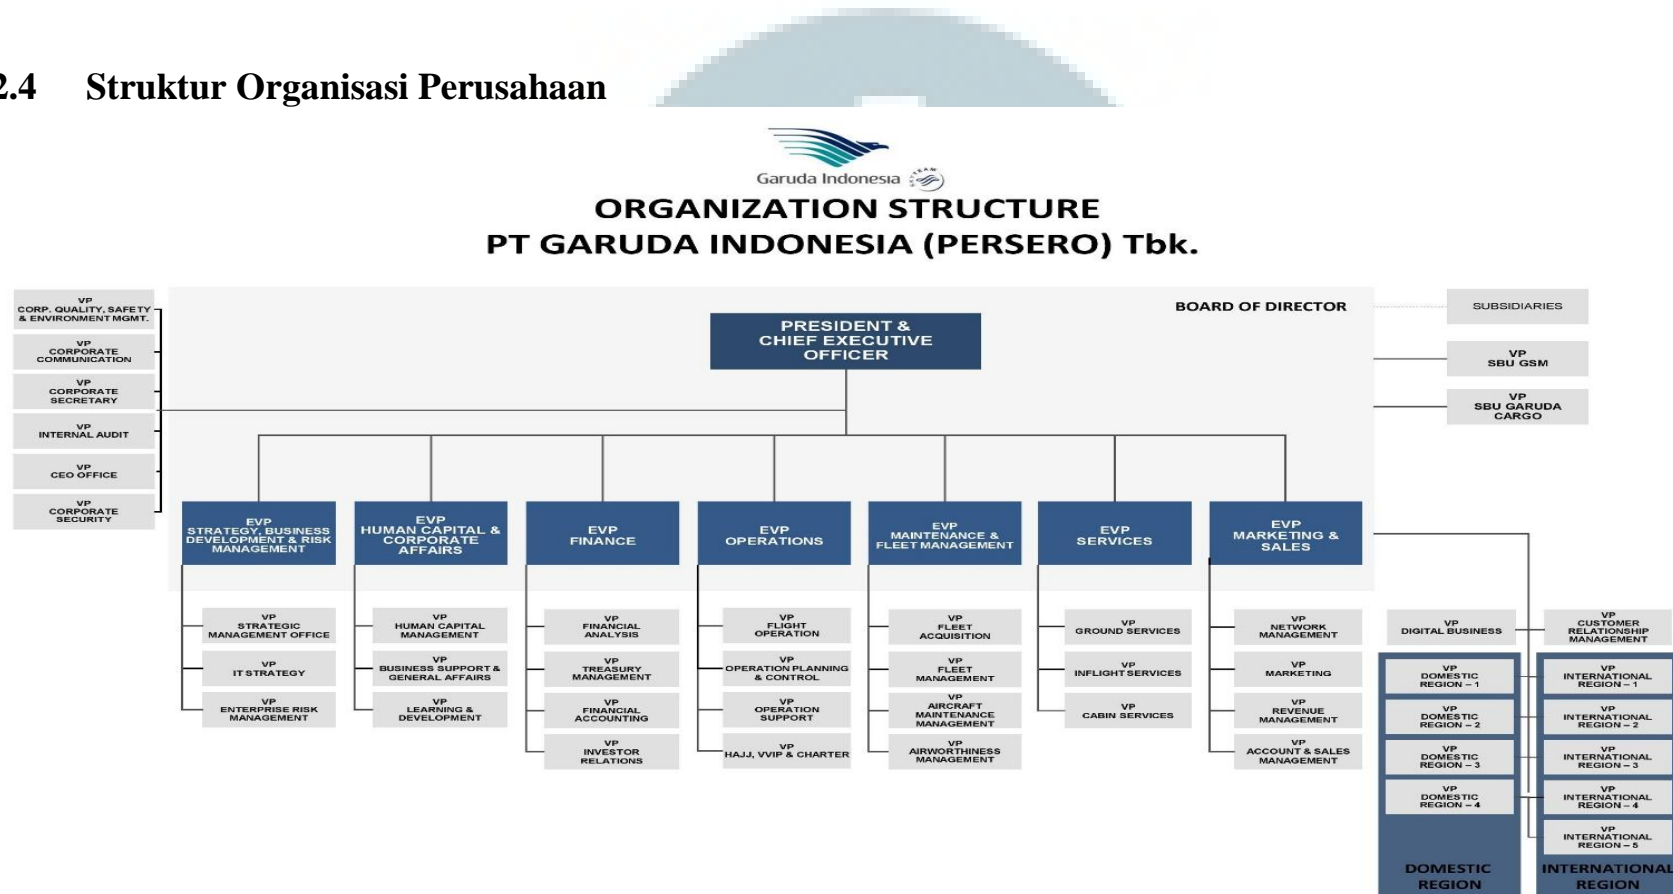 2.4 Struktur Organisasi Perusahaan
Garuda Indonesia
ORGANIZATION STRUCTURE
PT GARUDA INDONESIA (PERSERO) Tbk.
VP
CORP. QUALITY, SAFETY
& ENVIRONMENT MGMT.
VP
CORPORATE
COMMUNICATION
VP
CORPORATE
SECRETARY
VP
INTERNAL AUDIT
VP
CEO OFFICE
VP
CORPORATE
SECURITY
BOARD OF DIRECTOR
PRESIDENT &
CHIEF EXECUTIVE
OFFICER
SUBSIDIARIES
VP
SBU GSM
VP
SBU GARUDA
CARGO
EVP
STRATEGY, BUSINESS
DEVELOPMENT & RISK
MANAGEMENT
EVP
HUMAN CAPITAL &
CORPORATE
AFFAIRS
EVP
FINANCE
EVP
OPERATIONS
EVP
MAINTENANCE &
FLEET MANAGEMENT
EVP
SERVICES
EVP
MARKETING &
SALES
VP
STRATEGIC
MANAGEMENT OFFICE
VP
IT STRATEGY
VP
ENTERPRISE RISK
MANAGEMENT
VP
HUMAN CAPITAL
MANAGEMENT
VP
BUSINESS SUPPORT &
GENERAL AFFAIRS
VP
LEARNING &
DEVELOPMENT
VP
FINANCIAL
ANALYSIS
VP
TREASURY
MANAGEMENT
VP
FINANCIAL
ACCOUNTING
VP
INVESTOR
RELATIONS
VP
FLIGHT
OPERATION
VP
OPERATION PLANNING
& CONTROL
VP
OPERATION
SUPPORT
VP
HAJJ, VVIP & CHARTER
VP
FLEET
ACQUISITION
VP
FLEET
MANAGEMENT
VP
AIRCRAFT
MAINTENANCE
MANAGEMENT
VP
AIRWORTHINESS
MANAGEMENT
VP
GROUND SERVICES
VP
INFLIGHT SERVICES
VP
CABIN SERVICES
VP
NETWORK
MANAGEMENT
VP
MARKETING
VP
REVENUE
MANAGEMENT
VP
ACCOUNT & SALES
MANAGEMENT
VP
DIGITAL BUSINESS
VP
DOMESTIC
REGION – 1
VP
DOMESTIC
REGION – 2
VP
DOMESTIC
REGION – 3
VP
DOMESTIC
REGION – 4
DOMESTIC
REGION
VP
CUSTOMER
RELATIONSHIP
MANAGEMENT
VP
INTERNATIONAL
REGION – 1
VP
INTERNATIONAL
REGION – 2
VP
INTERNATIONAL
REGION – 3
VP
INTERNATIONAL
REGION – 4
VP
INTERNATIONAL
REGION – 5
INTERNATIONAL
REGION